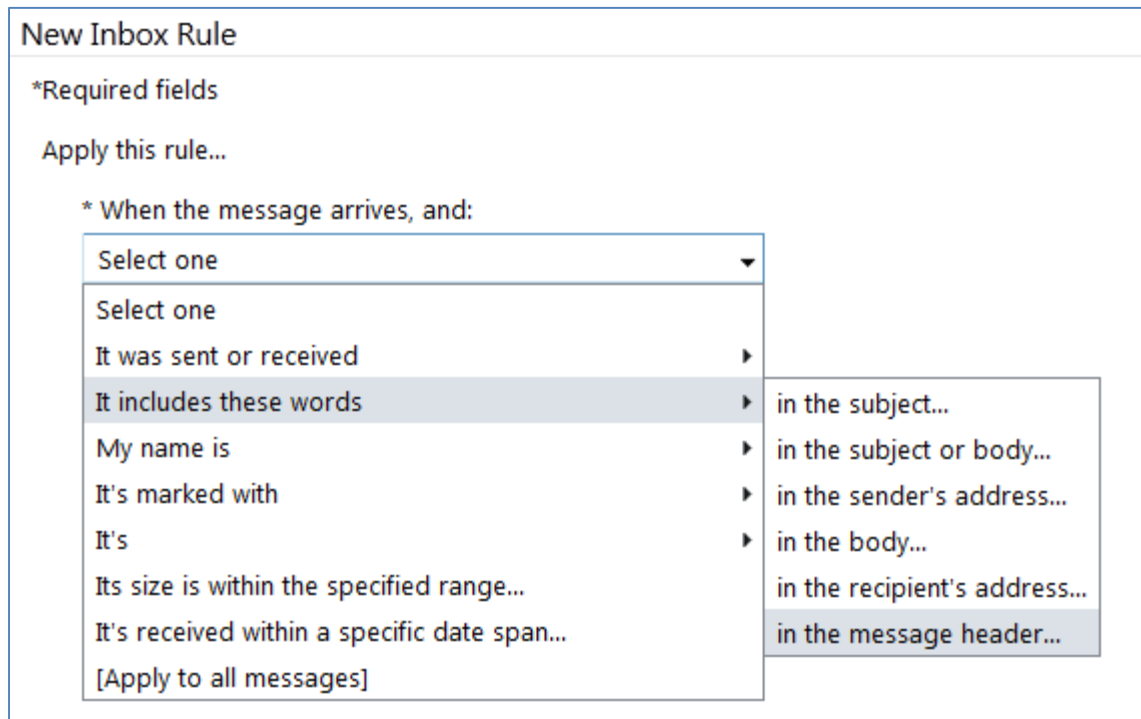 New Inbox Rule
*Required fields
Apply this rule...
* When the message arrives, and:
Select one
Select one
It was sent or received
It includes these words
My name is
It's marked with
It's
Its size is within the specified range...
It's received within a specific date span...
[Apply to all messages]
in the subject...
in the subject or body...
in the sender's address...
in the body...
in the recipient's address...
in the message header...